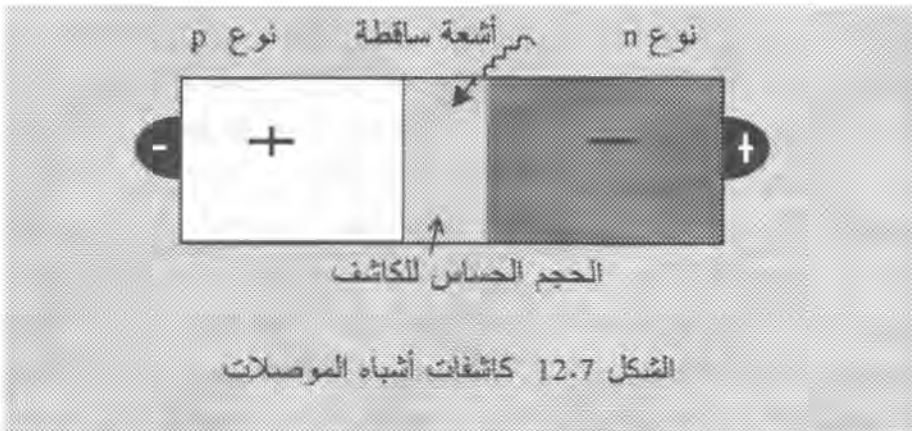 نوع n أشعة ساقطة نوع p
- + − +
الحجم الحساس للكاشف
الشكل 12.7 كاشفات أشباه الموصلات